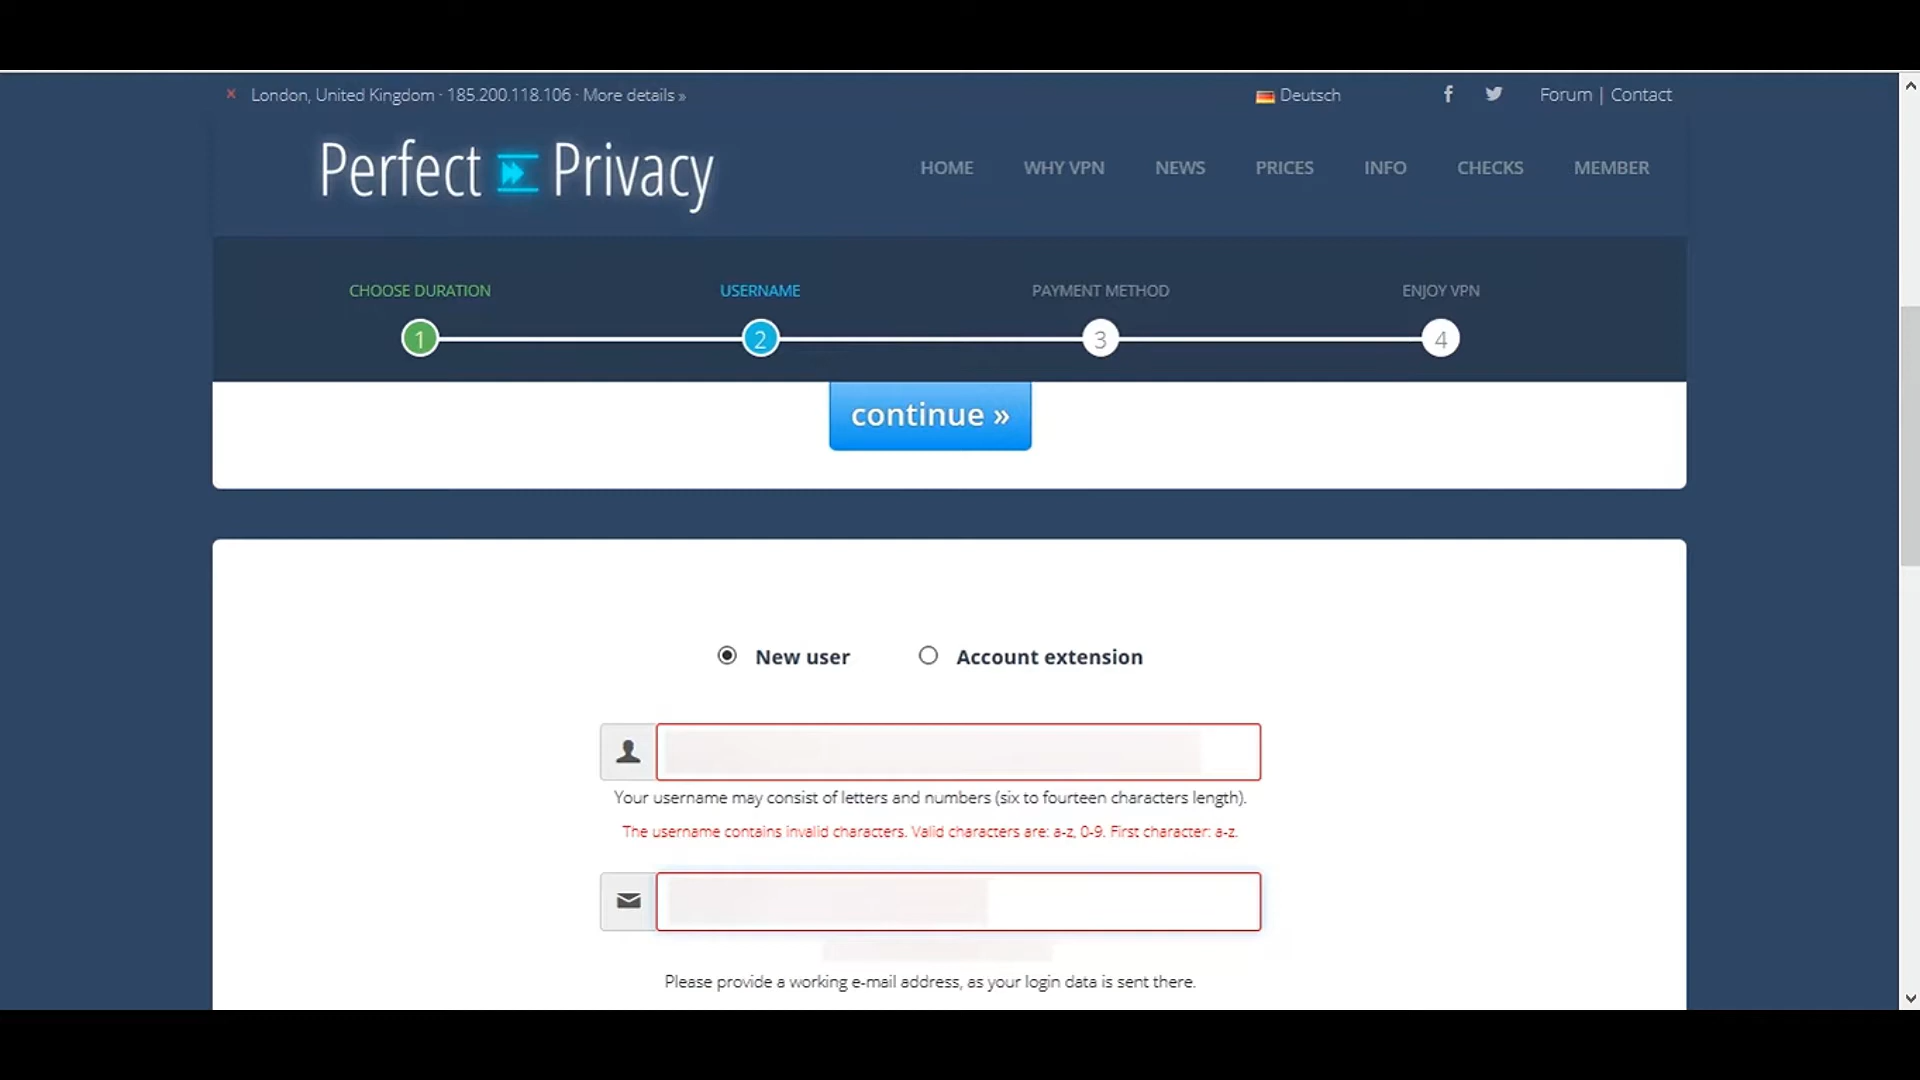 × London, United Kingdom · 185.200.118.106 · More details »
Deutsch
Forum | Contact
Perfect Privacy
HOME WHY VPN NEWS PRICES INFO CHECKS MEMBER
CHOOSE DURATION USERNAME PAYMENT METHOD ENJOY VPN
1 2 3 4
continue »
New user Account extension
Your username may consist of letters and numbers (six to fourteen characters length).
The username contains invalid characters. Valid characters are: a-z, 0-9. First character: a-z.
Please provide a working e-mail address, as your login data is sent there.